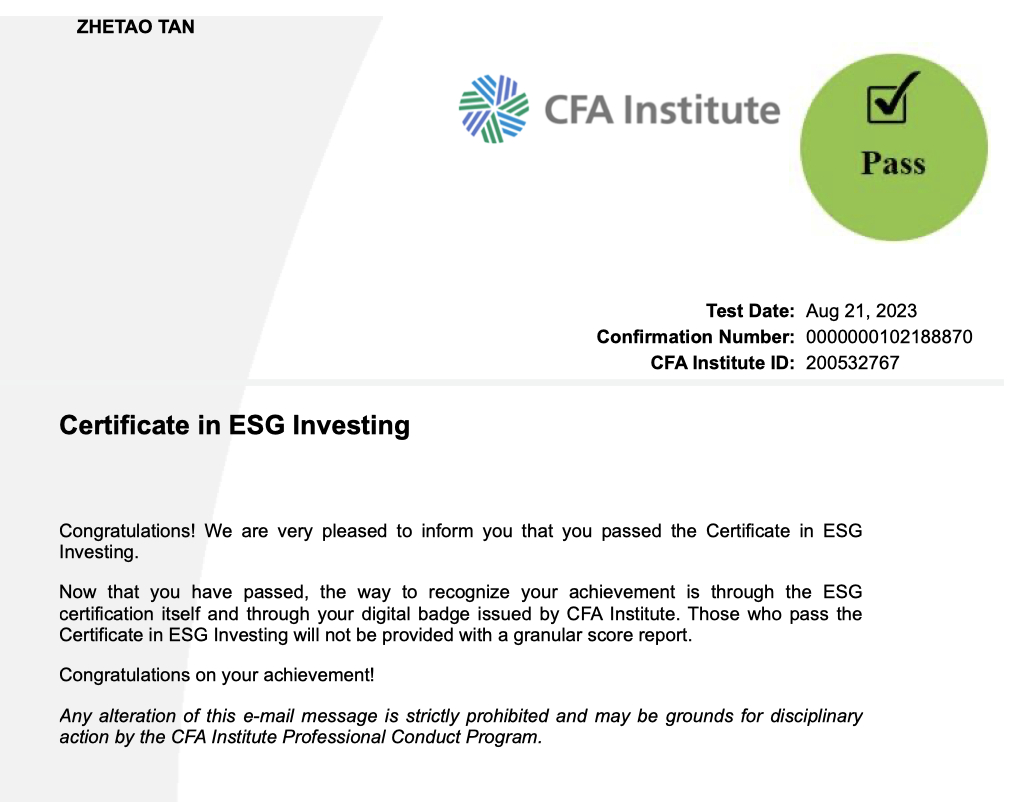 ZHETAO TAN
CFA Institute
Pass
Test Date: Aug 21, 2023
Confirmation Number: 0000000102188870
CFA Institute ID: 200532767
Certificate in ESG Investing
Congratulations! We are very pleased to inform you that you passed the Certificate in ESG
Investing.
Now that you have passed, the way to recognize your achievement is through the ESG
certification itself and through your digital badge issued by CFA Institute. Those who pass the
Certificate in ESG Investing will not be provided with a granular score report.
Congratulations on your achievement!
Any alteration of this e-mail message is strictly prohibited and may be grounds for disciplinary
action by the CFA Institute Professional Conduct Program.